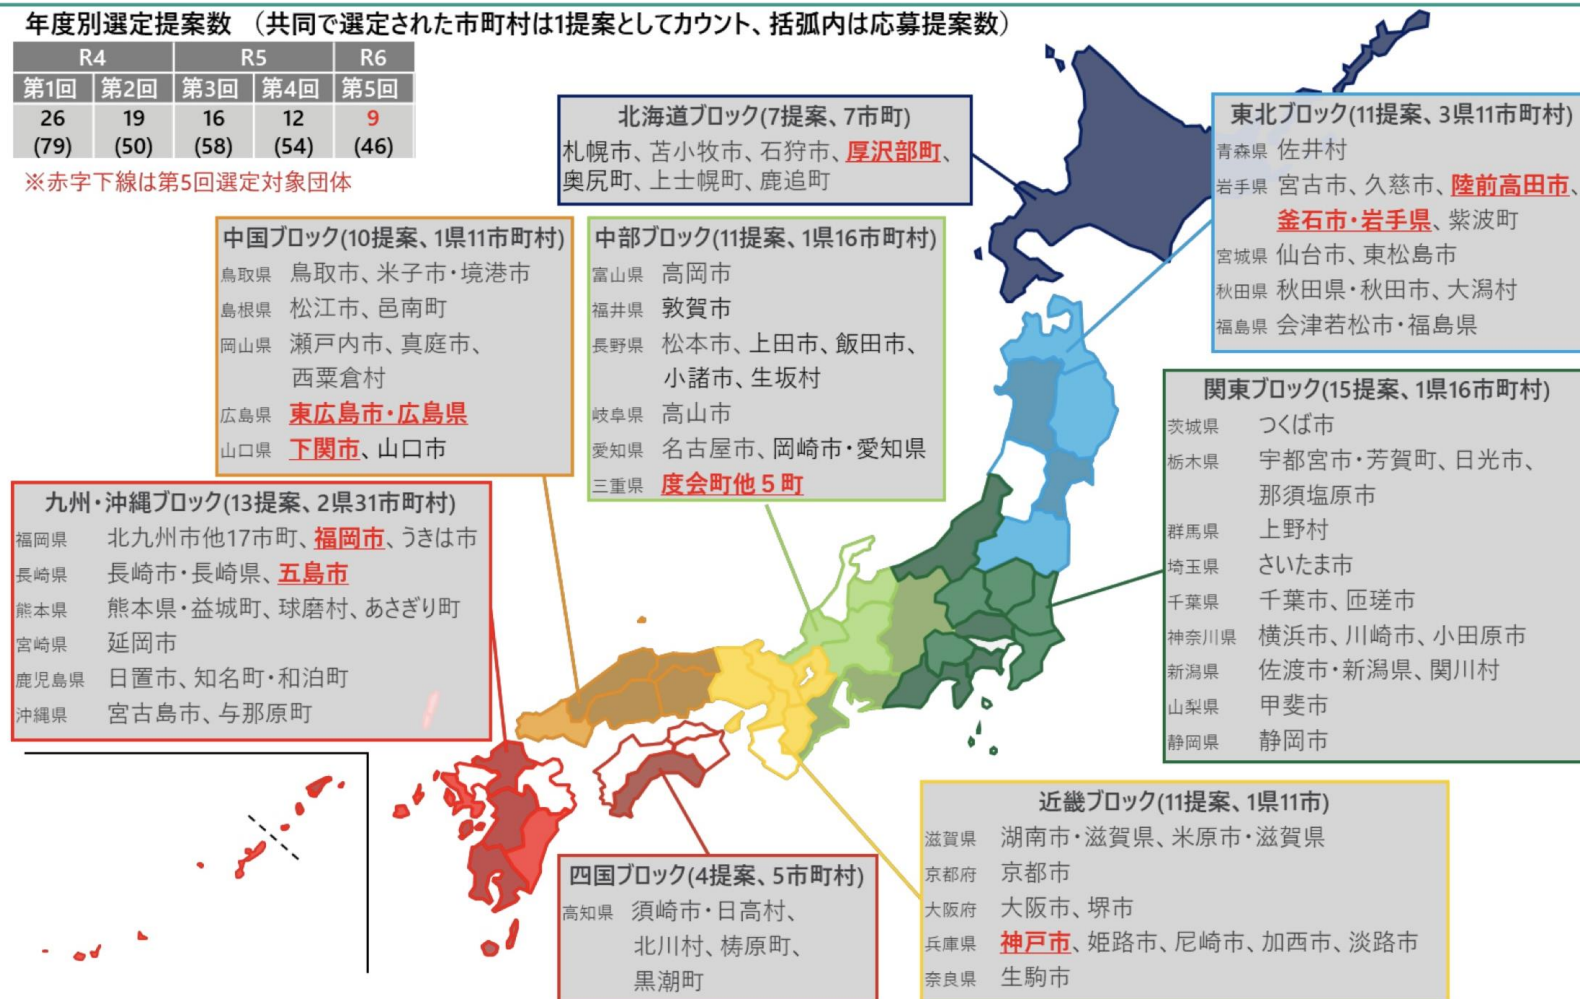 年度別選定提案数 （共同で選定された市町村は1提案としてカウント、括弧内は応募提案数）
R4 R5 R6
第1回 第2回 第3回 第4回 第5回
26 19 16 12 9
(79) (50) (58) (54) (46)
※赤字下線は第5回選定対象団体
北海道ブロック(7提案、7市町)
札幌市、苫小牧市、石狩市、厚沢部町、
奥尻町、上士幌町、鹿追町
東北ブロック(11提案、3県11市町村)
青森県 佐井村
岩手県 宮古市、久慈市、陸前高田市、
釜石市・岩手県、紫波町
宮城県 仙台市、東松島市
秋田県 秋田県・秋田市、大潟村
福島県 会津若松市・福島県
中国ブロック(10提案、1県11市町村)
鳥取県 鳥取市、米子市・境港市
島根県 松江市、邑南町
岡山県 瀬戸内市、真庭市、
西粟倉村
広島県 東広島市・広島県
山口県 下関市、山口市
中部ブロック(11提案、1県16市町村)
富山県 高岡市
福井県 敦賀市
長野県 松本市、上田市、飯田市、
小諸市、生坂村
岐阜県 高山市
愛知県 名古屋市、岡崎市・愛知県
三重県 度会町他５町
関東ブロック(15提案、1県16市町村)
茨城県 つくば市
栃木県 宇都宮市・芳賀町、日光市、
那須塩原市
群馬県 上野村
埼玉県 さいたま市
千葉県 千葉市、匝瑳市
神奈川県 横浜市、川崎市、小田原市
新潟県 佐渡市・新潟県、関川村
山梨県 甲斐市
静岡県 静岡市
九州・沖縄ブロック(13提案、2県31市町村)
福岡県 北九州市他17市町、福岡市、うきは市
長崎県 長崎市・長崎県、五島市
熊本県 熊本県・益城町、球磨村、あさぎり町
宮崎県 延岡市
鹿児島県 日置市、知名町・和泊町
沖縄県 宮古島市、与那原町
四国ブロック(4提案、5市町村)
高知県 須崎市・日高村、
北川村、梼原町、
黒潮町
近畿ブロック(11提案、1県11市)
滋賀県 湖南市・滋賀県、米原市・滋賀県
京都府 京都市
大阪府 大阪市、堺市
兵庫県 神戸市、姫路市、尼崎市、加西市、淡路市
奈良県 生駒市